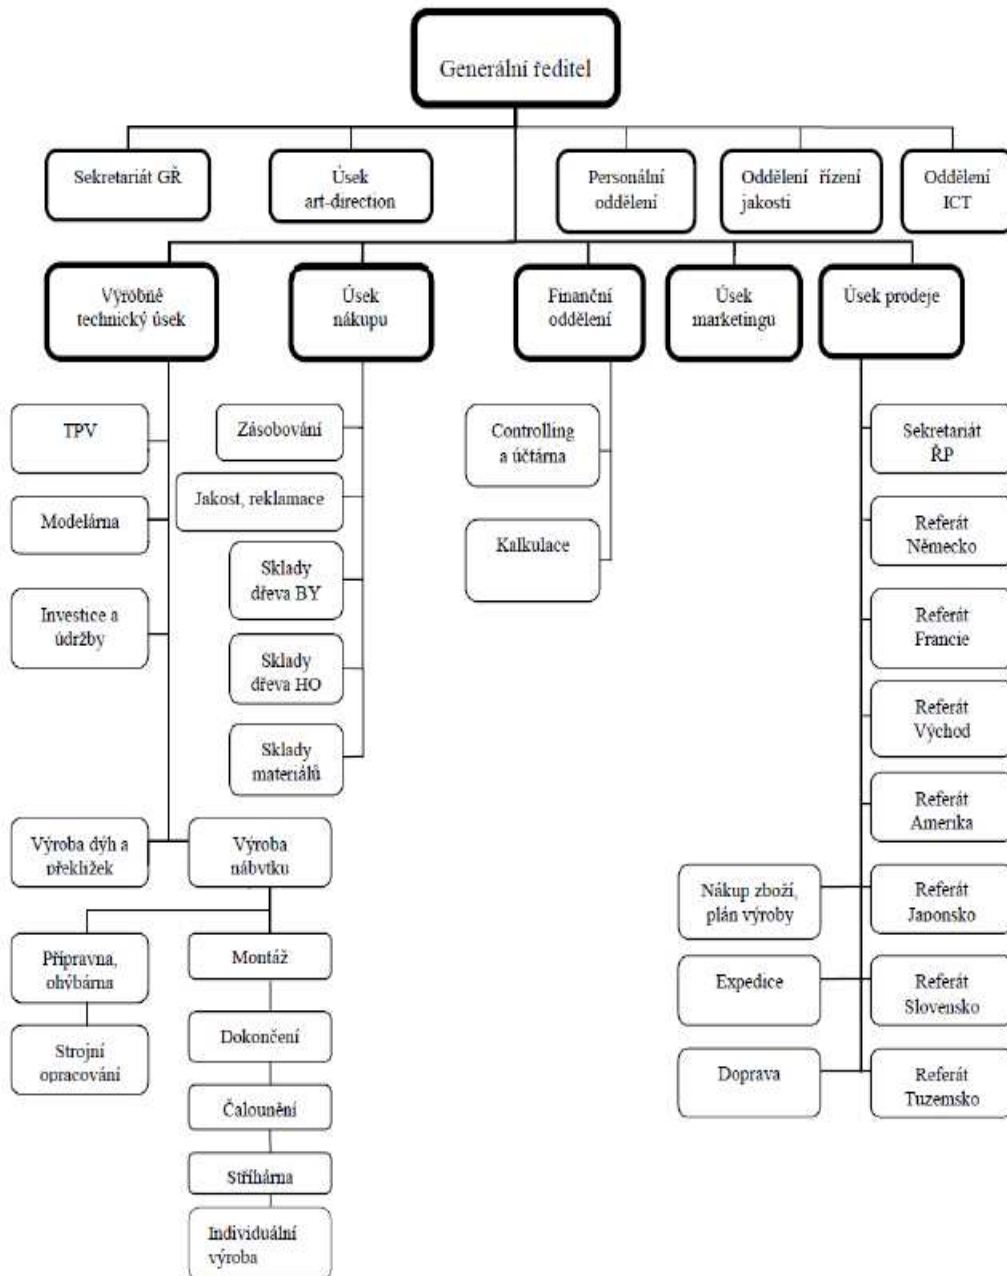 Generální ředitel
Sekretariát GŘ
Úsek
art-direction
Personální
oddělení
Oddělení řízení
jakosti
Oddělení
ICT
Výrobně
technický úsek
Úsek
nákupu
Finanční
oddělení
Úsek
marketingu
Úsek prodeje
TPV
Modelárna
Investice a
údržby
Zásobování
Jakost, reklamace
Sklady
dřeva BY
Sklady
dřeva HO
Sklady
materiálů
Controlling
a účtárna
Kalkulace
Sekretariát
ŘP
Referát
Německo
Referát
Francie
Referát
Východ
Referát
Amerika
Výroba dýh a
překližek
Výroba
nábytku
Nákup zboží,
plán výroby
Referát
Japonsko
Přípravna,
ohýbárna
Montáž
Expedice
Referát
Slovensko
Strojní
opracování
Dokončení
Doprava
Referát
Tuzemsko
Čalounění
Stříhárna
Individuální
výroba